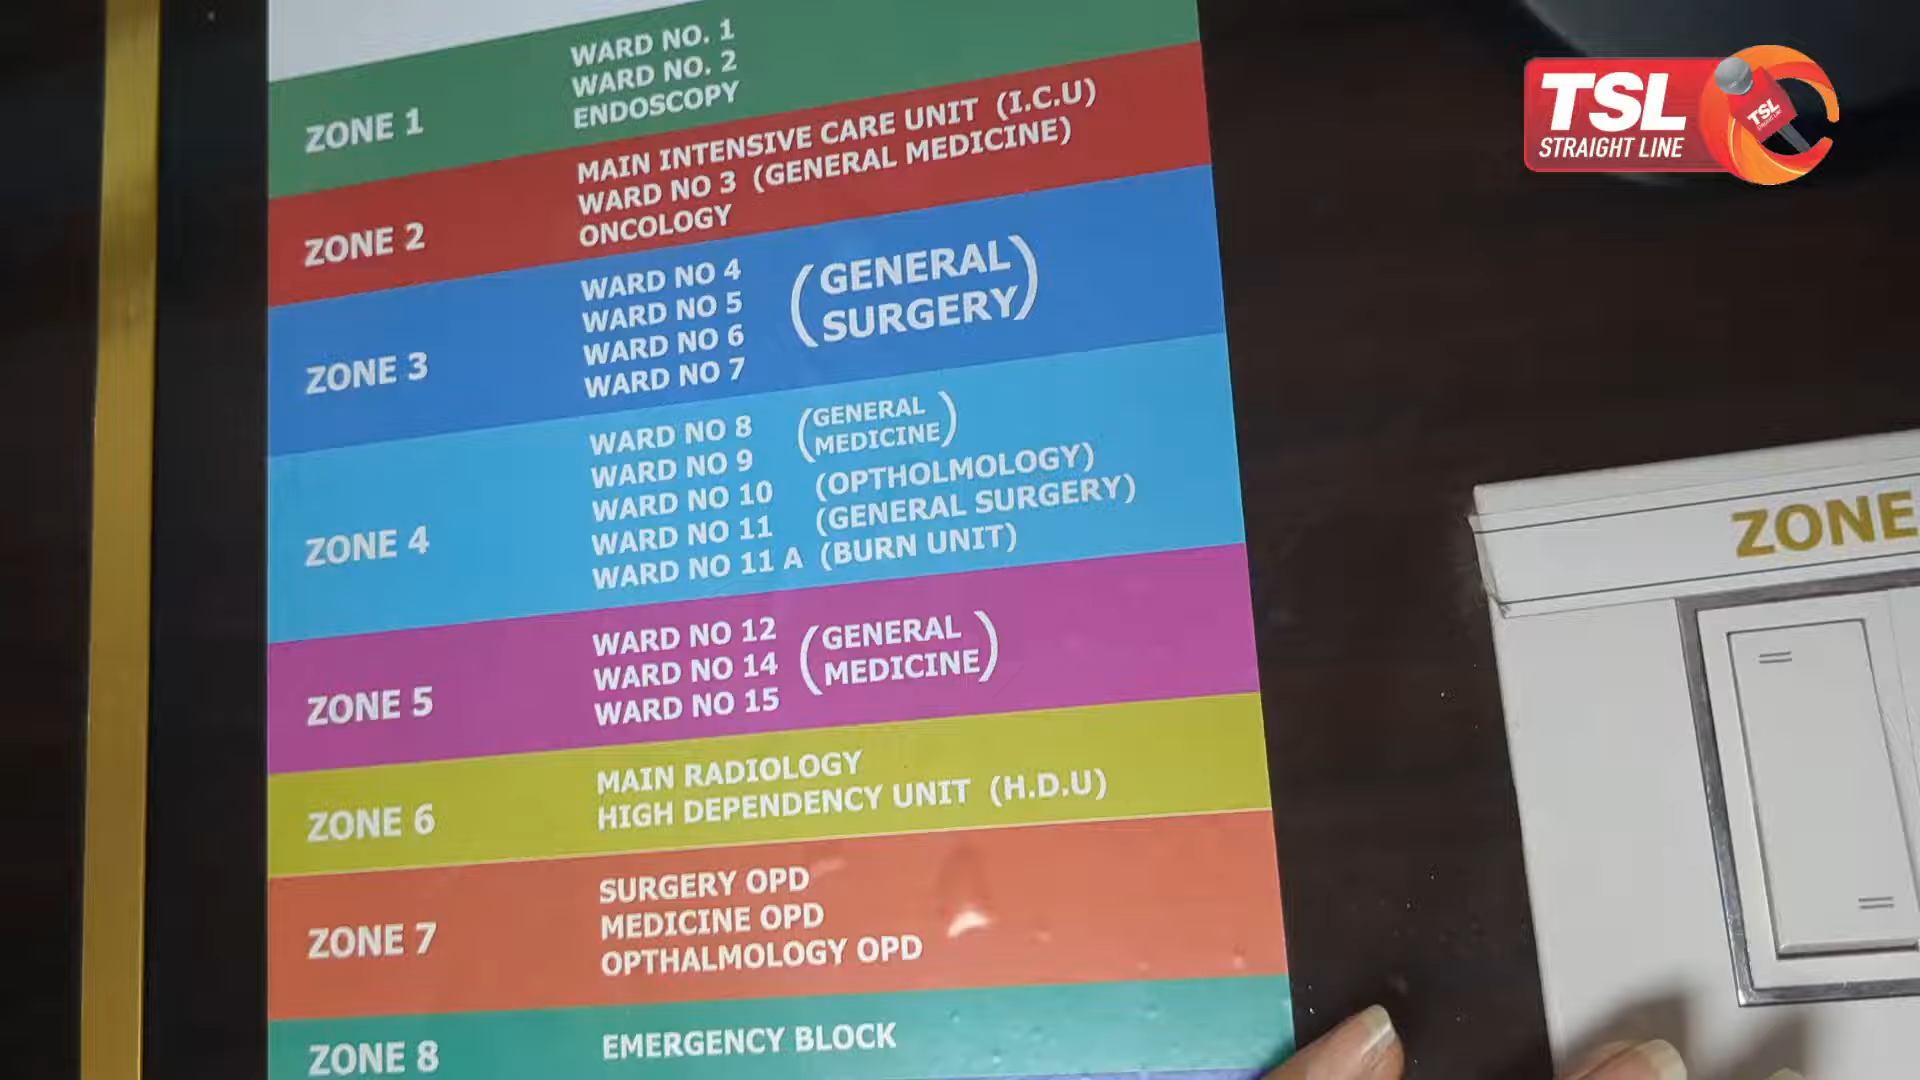 ZONE 1
WARD NO. 1
WARD NO. 2
ENDOSCOPY
ZONE 2
MAIN INTENSIVE CARE UNIT (I.C.U)
WARD NO 3 (GENERAL MEDICINE)
ONCOLOGY
ZONE 3
WARD NO 4
WARD NO 5
WARD NO 6
WARD NO 7
(GENERAL
SURGERY)
ZONE 4
WARD NO 8
WARD NO 9
(GENERAL
MEDICINE)
WARD NO 10 (OPTHOLMOLOGY)
WARD NO 11 (GENERAL SURGERY)
WARD NO 11 A (BURN UNIT)
ZONE 5
WARD NO 12
WARD NO 14
WARD NO 15
(GENERAL
MEDICINE)
ZONE 6
MAIN RADIOLOGY
HIGH DEPENDENCY UNIT (H.D.U)
ZONE 7
SURGERY OPD
MEDICINE OPD
OPTHALMOLOGY OPD
ZONE 8
EMERGENCY BLOCK
ZONE
TSL
STRAIGHT LINE
TSL
STRAIGHT LINE